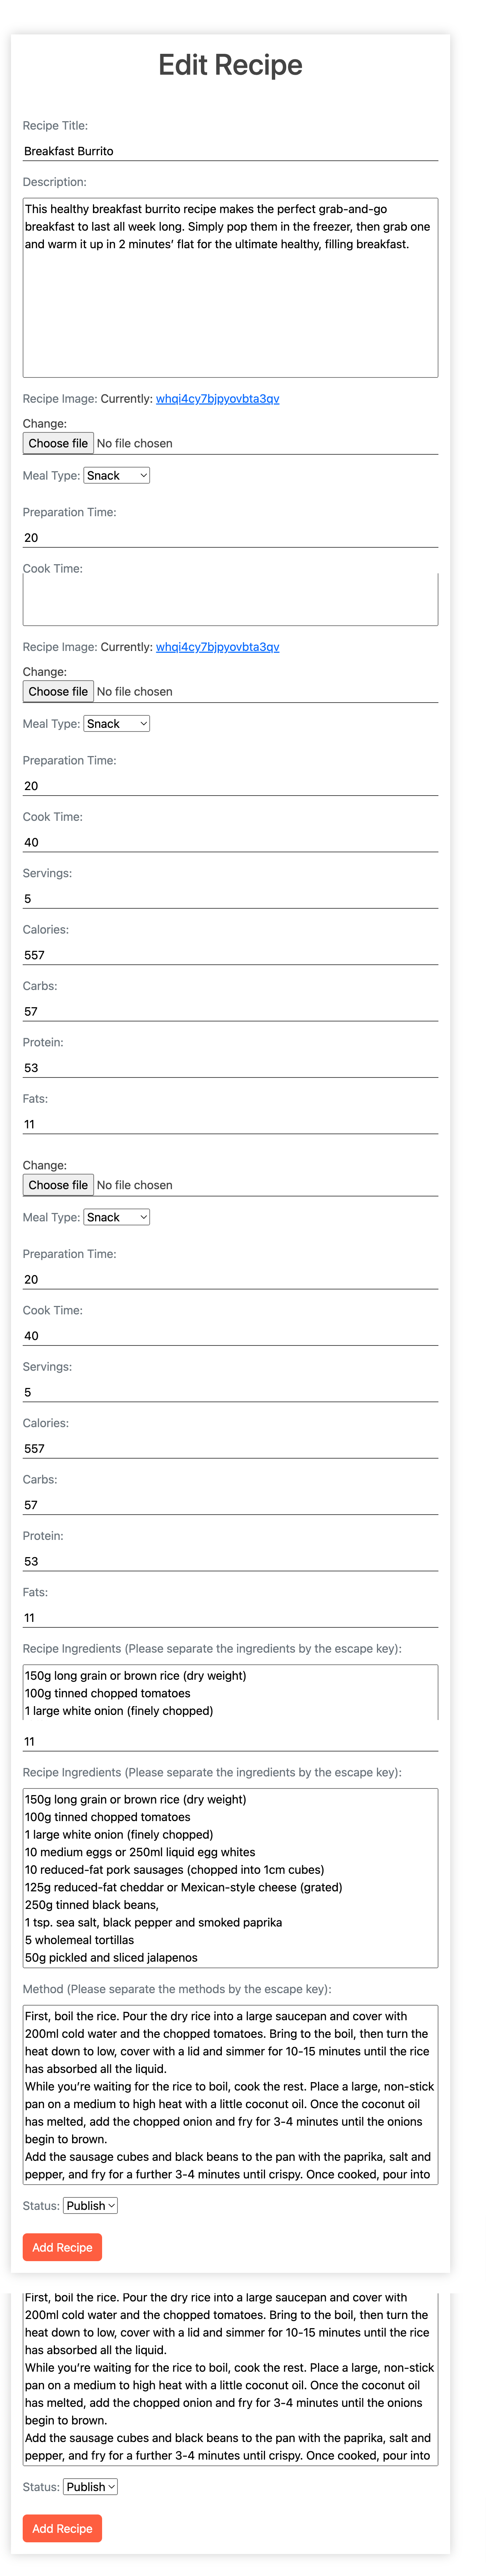 Edit Recipe
Recipe Title:
Breakfast Burrito
Description:
This healthy breakfast burrito recipe makes the perfect grab-and-go
breakfast to last all week long. Simply pop them in the freezer, then grab one
and warm it up in 2 minutes’ flat for the ultimate healthy, filling breakfast.
Recipe Image: Currently: whqi4cy7bjpyovbta3qv
Change:
Choose file No file chosen
Meal Type: Snack
Preparation Time:
20
Cook Time:
Recipe Image: Currently: whqi4cy7bjpyovbta3qv
Change:
Choose file No file chosen
Meal Type: Snack
Preparation Time:
20
Cook Time:
40
Servings:
5
Calories:
557
Carbs:
57
Protein:
53
Fats:
11
Change:
Choose file No file chosen
Meal Type: Snack
Preparation Time:
20
Cook Time:
40
Servings:
5
Calories:
557
Carbs:
57
Protein:
53
Fats:
11
Recipe Ingredients (Please separate the ingredients by the escape key):
150g long grain or brown rice (dry weight)
100g tinned chopped tomatoes
1 large white onion (finely chopped)
11
Recipe Ingredients (Please separate the ingredients by the escape key):
150g long grain or brown rice (dry weight)
100g tinned chopped tomatoes
1 large white onion (finely chopped)
10 medium eggs or 250ml liquid egg whites
10 reduced-fat pork sausages (chopped into 1cm cubes)
125g reduced-fat cheddar or Mexican-style cheese (grated)
250g tinned black beans,
1 tsp. sea salt, black pepper and smoked paprika
5 wholemeal tortillas
50g pickled and sliced jalapenos
Method (Please separate the methods by the escape key):
First, boil the rice. Pour the dry rice into a large saucepan and cover with
200ml cold water and the chopped tomatoes. Bring to the boil, then turn the
heat down to low, cover with a lid and simmer for 10-15 minutes until the rice
has absorbed all the liquid.
While you’re waiting for the rice to boil, cook the rest. Place a large, non-stick
pan on a medium to high heat with a little coconut oil. Once the coconut oil
has melted, add the chopped onion and fry for 3-4 minutes until the onions
begin to brown.
Add the sausage cubes and black beans to the pan with the paprika, salt and
pepper, and fry for a further 3-4 minutes until crispy. Once cooked, pour into
Status: Publish
Add Recipe
First, boil the rice. Pour the dry rice into a large saucepan and cover with
200ml cold water and the chopped tomatoes. Bring to the boil, then turn the
heat down to low, cover with a lid and simmer for 10-15 minutes until the rice
has absorbed all the liquid.
While you’re waiting for the rice to boil, cook the rest. Place a large, non-stick
pan on a medium to high heat with a little coconut oil. Once the coconut oil
has melted, add the chopped onion and fry for 3-4 minutes until the onions
begin to brown.
Add the sausage cubes and black beans to the pan with the paprika, salt and
pepper, and fry for a further 3-4 minutes until crispy. Once cooked, pour into
Status: Publish
Add Recipe